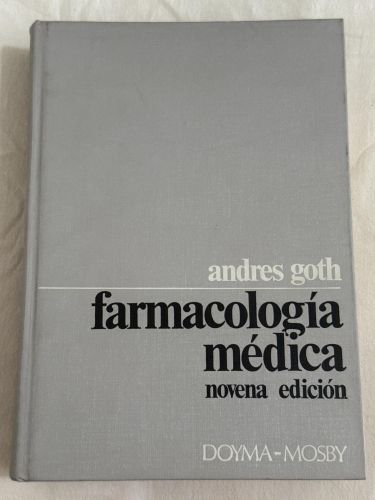 andres goth
farmacología
médica
novena edición
DOYMA-MOSBY